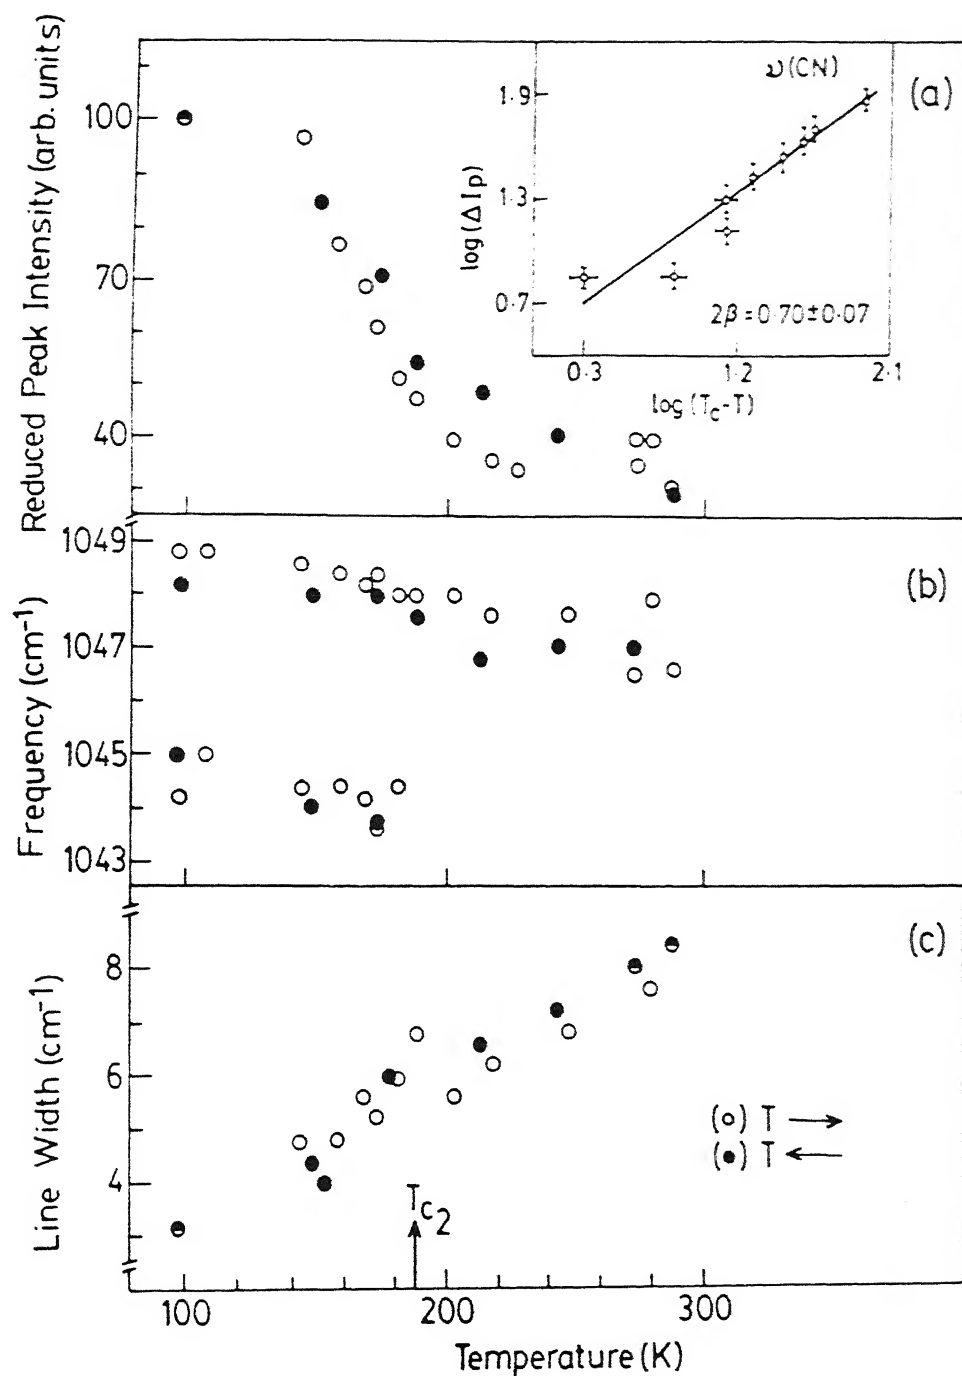 Reduced Peak Intensity (arb. units)
100
70
40
(a)
ν(CN)
log(ΔIp)
1·9
1·3
0·7
2β=0·70±0·07
0·3
1·2
2·1
log(Tc-T)
Frequency (cm-1)
1049
1047
1045
1043
(b)
Line Width (cm-1)
8
6
4
(c)
(o) T
(•) T
Tc2
100
200
300
Temperature (K)